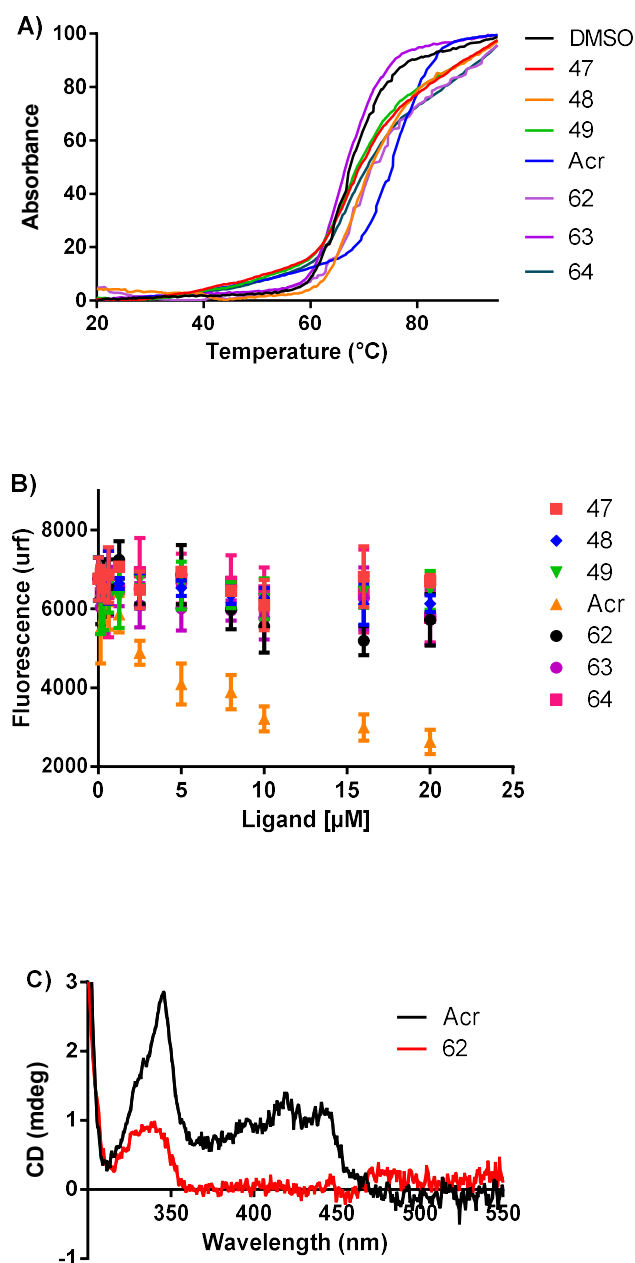 A)
Absorbance
100
80
60
40
20
0
20 40 60 80
Temperature (°C)
DMSO
47
48
49
Acr
62
63
64
B)
Fluorescence (urf)
8000
6000
4000
2000
0 5 10 15 20 25
Ligand [µM]
47
48
49
Acr
62
63
64
C)
CD (mdeg)
3
2
1
0
-1
350 400 450 500 550
Wavelength (nm)
Acr
62